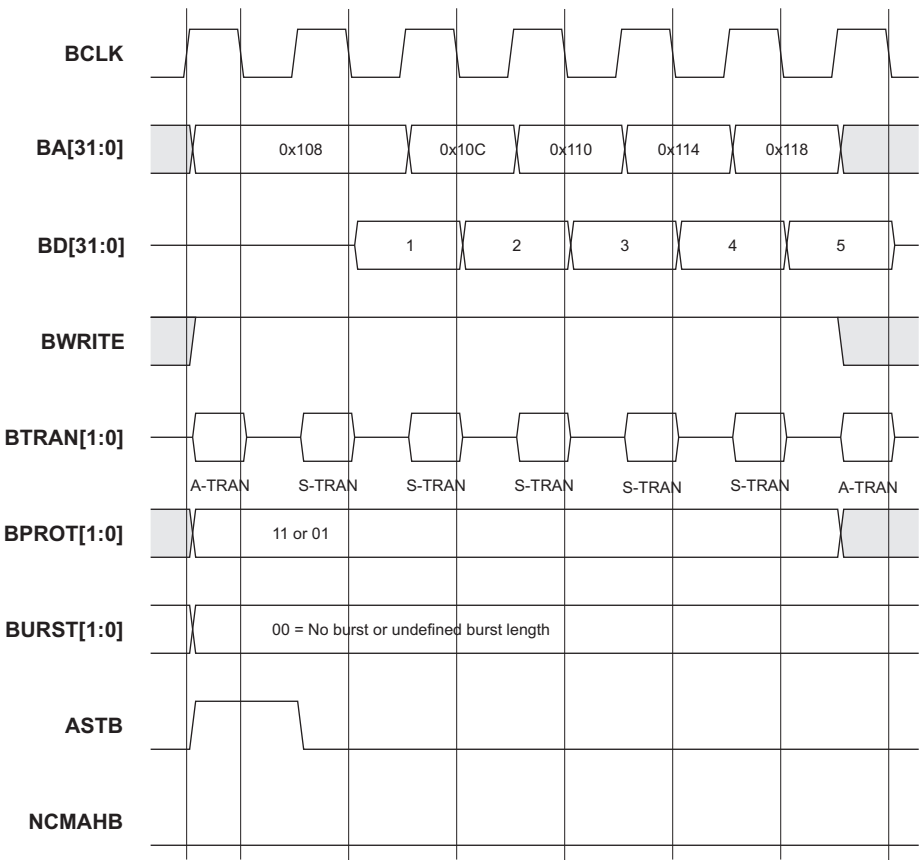 BCLK
BA[31:0] 0x108 0x10C 0x110 0x114 0x118
BD[31:0] 1 2 3 4 5
BWRITE
BTRAN[1:0]
A-TRAN S-TRAN S-TRAN S-TRAN S-TRAN S-TRAN A-TRAN
BPROT[1:0] 11 or 01
BURST[1:0] 00 = No burst or undefined burst length
ASTB
NCMAHB